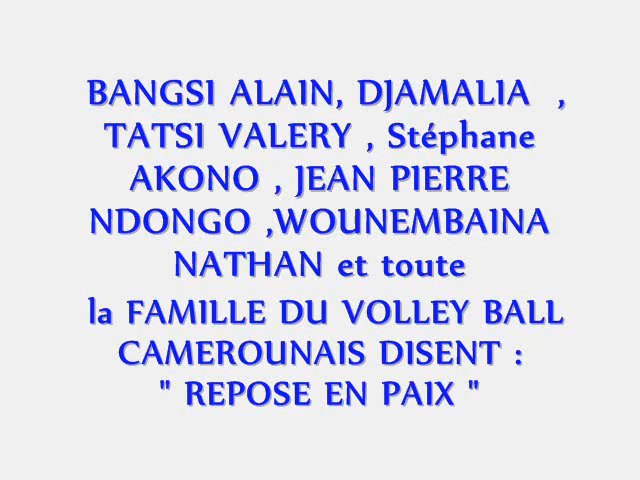 BANGSI ALAIN, DJAMALIA ,
TATSI VALERY , Stéphane
AKONO , JEAN PIERRE
NDONGO ,WOUNEMBAINA
NATHAN et toute
la FAMILLE DU VOLLEY BALL
CAMEROUNAIS DISENT :
" REPOSE EN PAIX "